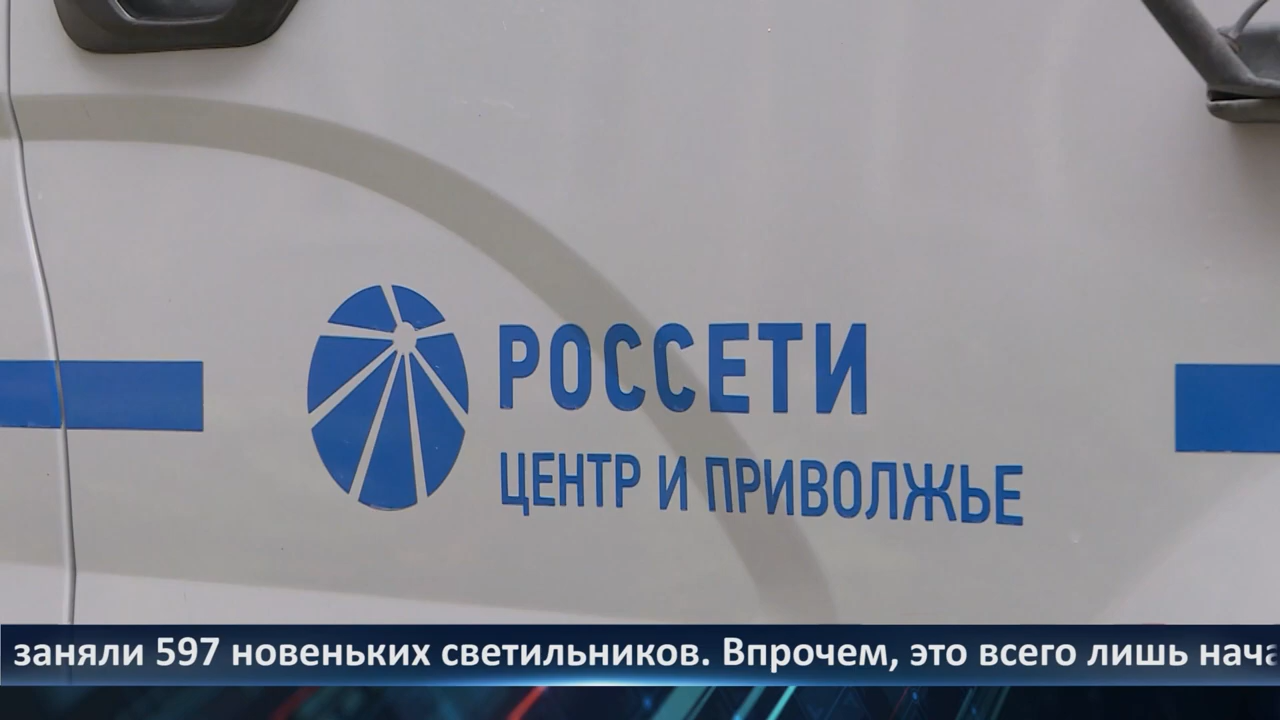 РОССЕТИ
ЦЕНТР И ПРИВОЛЖЬЕ
заняли 597 новеньких светильников. Впрочем, это всего лишь нача